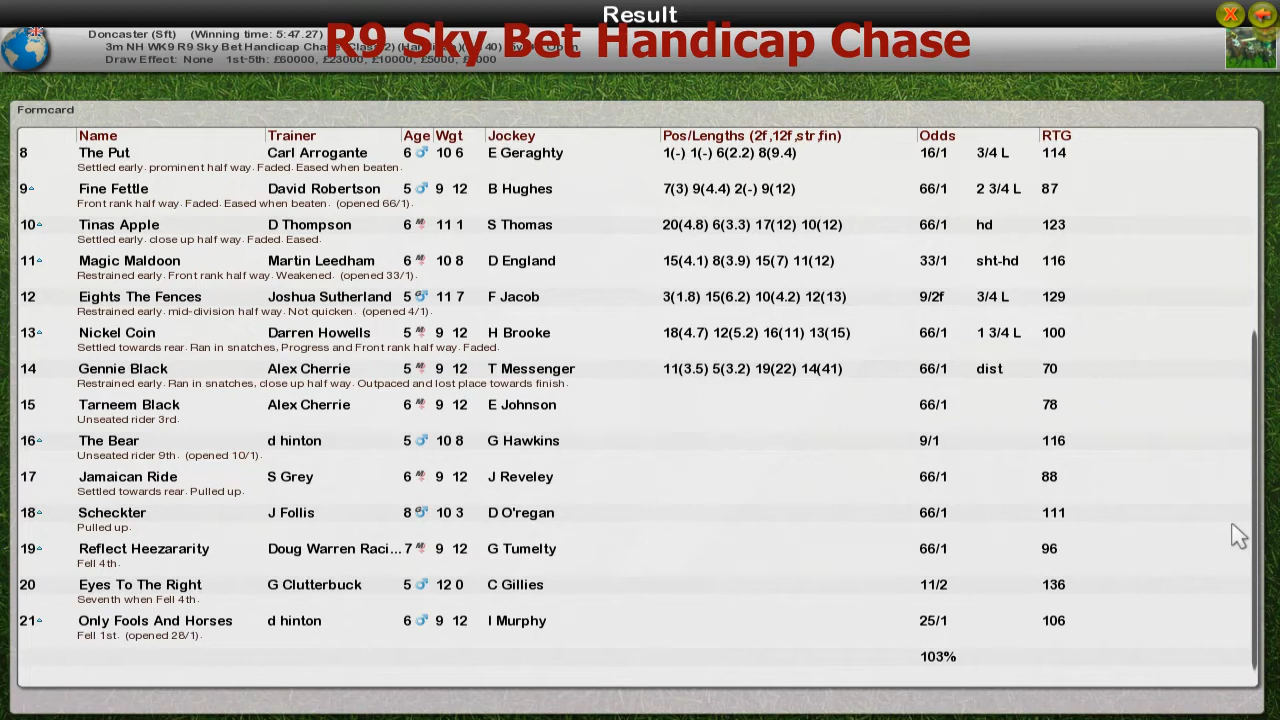 Result
R9 Sky Bet Handicap Chase
Doncaster (Sft) (Winning time: 5:47.27)
3m NH WK9 R9 Sky Bet Handicap
Draw Effect: None 1st-5th: £60000, £23000, £10000, £5000,
Formcard
Name Trainer Age Wgt Jockey Pos/Lengths (2f,12f,str,fin) Odds RTG
8 The Put Carl Arrogante 6 10 6 E Geraghty 1(-) 1(-) 6(2.2) 8(9.4) 16/1 3/4 L 114
Settled early. prominent half way. Faded. Eased when beaten.
9 Fine Fettle David Robertson 5 9 12 B Hughes 7(3) 9(4.4) 2(-) 9(12) 66/1 2 3/4 L 87
Front rank half way. Faded. Eased when beaten. (opened 66/1).
10 Tinas Apple D Thompson 6 11 1 S Thomas 20(4.8) 6(3.3) 17(12) 10(12) 66/1 hd 123
Settled early. close up half way. Faded. Eased.
11 Magic Maldoon Martin Leedham 6 10 8 D England 15(4.1) 8(3.9) 15(7) 11(12) 33/1 sht-hd 116
Restrained early. Front rank half way. Weakened. (opened 33/1).
12 Eights The Fences Joshua Sutherland 5 11 7 F Jacob 3(1.8) 15(6.2) 10(4.2) 12(13) 9/2f 3/4 L 129
Restrained early. mid-division half way. Not quicken. (opened 4/1).
13 Nickel Coin Darren Howells 5 9 12 H Brooke 18(4.7) 12(5.2) 16(11) 13(15) 66/1 1 3/4 L 100
Settled towards rear. Ran in snatches, Progress and Front rank half way. Faded.
14 Gennie Black Alex Cherrie 5 9 12 T Messenger 11(3.5) 5(3.2) 19(22) 14(41) 66/1 dist 70
Restrained early. Ran in snatches, close up half way. Outpaced and lost place towards finish.
15 Tarneem Black Alex Cherrie 6 9 12 E Johnson 66/1 78
Unseated rider 3rd.
16 The Bear d hinton 5 10 8 G Hawkins 9/1 116
Unseated rider 9th. (opened 10/1).
17 Jamaican Ride S Grey 6 9 12 J Reveley 66/1 88
Settled towards rear. Pulled up.
18 Scheckter J Follis 8 10 3 D O'regan 66/1 111
Pulled up.
19 Reflect Heezararity Doug Warren Raci... 7 9 12 G Tumelty 66/1 96
Fell 4th.
20 Eyes To The Right G Clutterbuck 5 12 0 C Gillies 11/2 136
Seventh when Fell 4th.
21 Only Fools And Horses d hinton 6 9 12 I Murphy 25/1 106
Fell 1st. (opened 28/1).
103%